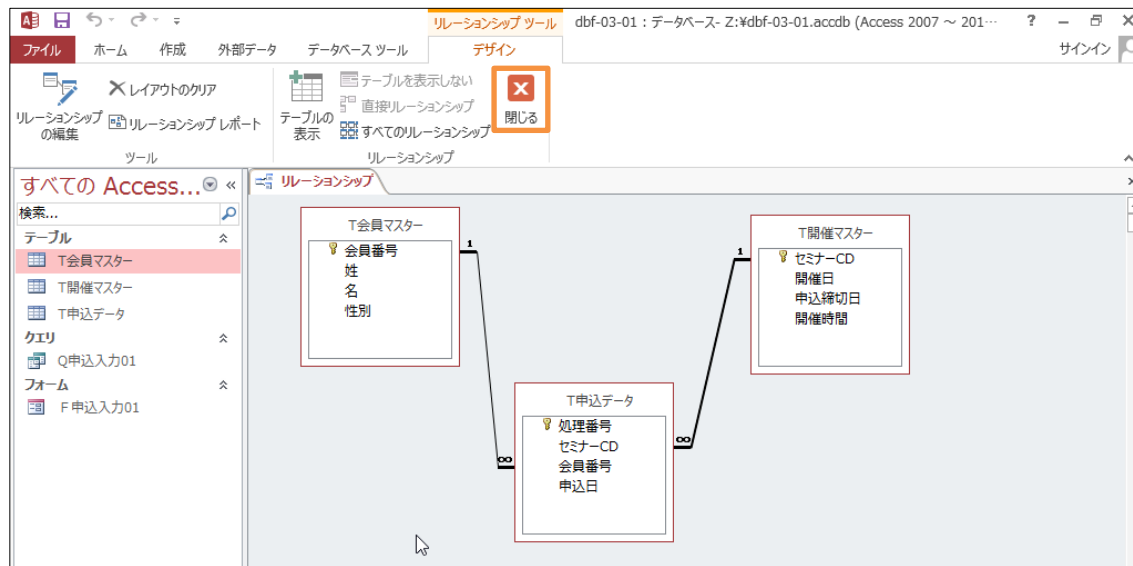 リレーションシップ ツール
dbf-03-01 : データベース- Z:¥dbf-03-01.accdb (Access 2007 ～ 201…
?
ファイル ホーム 作成 外部データ データベース ツール デザイン サインイン
リレーションシップの編集
レイアウトのクリア
リレーションシップ レポート
ツール
テーブルの表示
テーブルを表示しない
直接リレーションシップ
すべてのリレーションシップ
閉じる
リレーションシップ
すべての Access... «
検索...
テーブル
T会員マスター
T開催マスター
T申込データ
クエリ
Q申込入力01
フォーム
F申込入力01
リレーションシップ
T会員マスター
会員番号
姓
名
性別
1
∞
T開催マスター
セミナーCD
開催日
申込締切日
開催時間
1
∞
T申込データ
処理番号
セミナーCD
会員番号
申込日